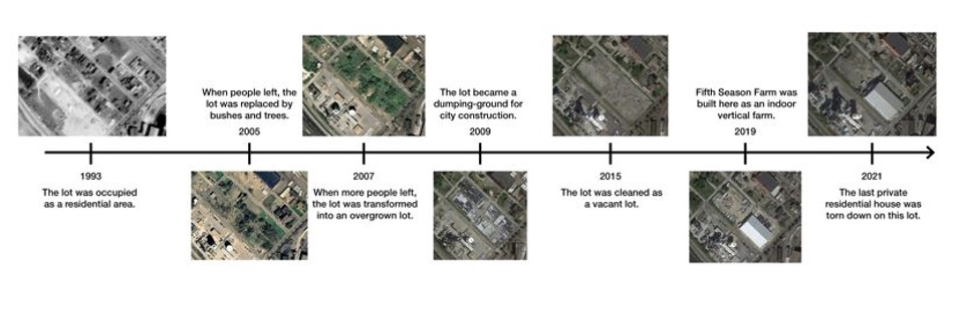 1993
The lot was occupied
as a residential area.
When people left, the
lot was replaced by
bushes and trees.
2005
2007
When more people left,
the lot was transformed
into an overgrown lot.
The lot became a
dumping-ground for
city construction.
2009
2015
The lot was cleaned as
a vacant lot.
Fifth Season Farm was
built here as an indoor
vertical farm.
2019
2021
The last private
residential house was
torn down on this lot.